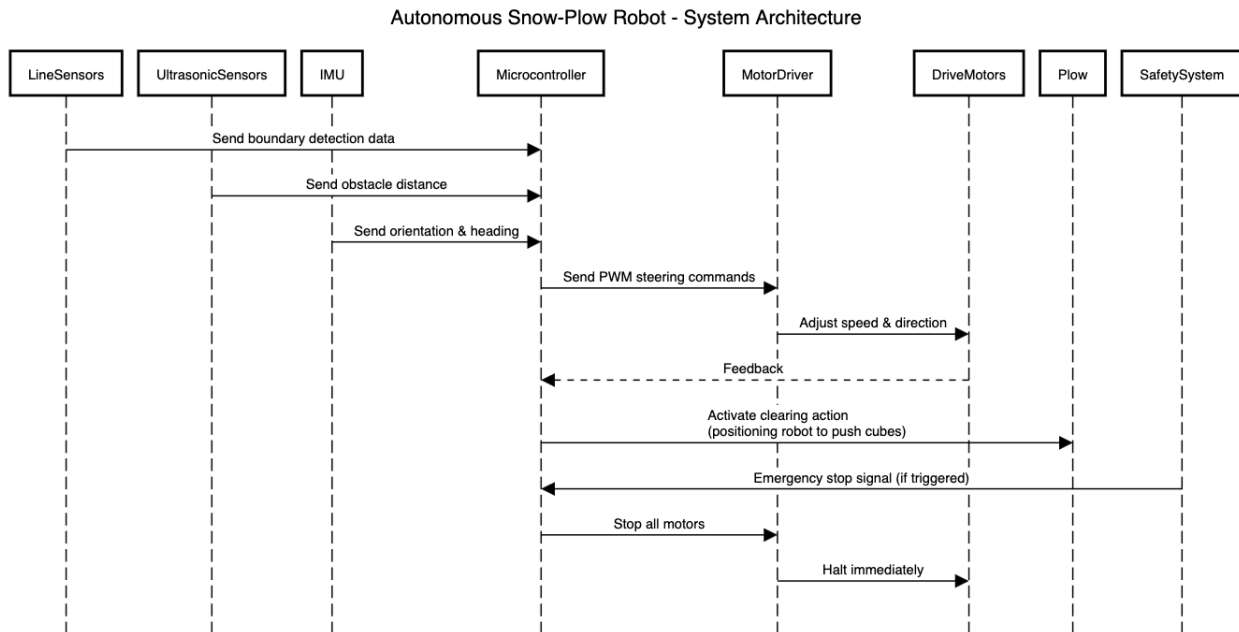 Autonomous Snow-Plow Robot - System Architecture
LineSensors
UltrasonicSensors
IMU
Microcontroller
MotorDriver
DriveMotors
Plow
SafetySystem
Send boundary detection data
Send obstacle distance
Send orientation & heading
Send PWM steering commands
Adjust speed & direction
Feedback
Activate clearing action
(positioning robot to push cubes)
Emergency stop signal (if triggered)
Stop all motors
Halt immediately